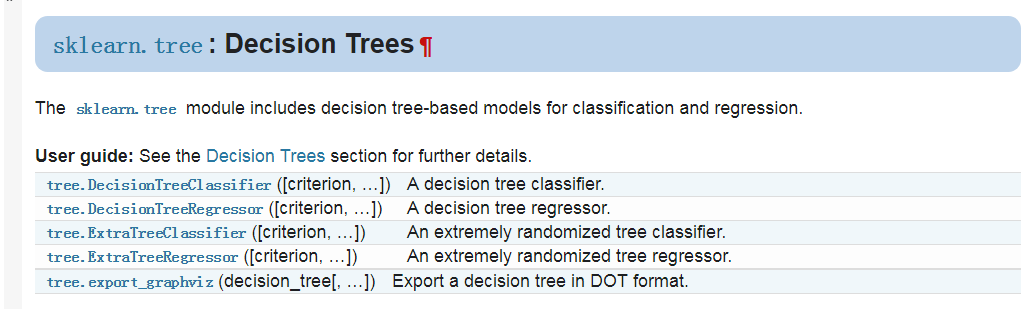 sklearn.tree: Decision Trees¶
The sklearn.tree module includes decision tree-based models for classification and regression.
User guide: See the Decision Trees section for further details.
tree.DecisionTreeClassifier ([criterion, …]) A decision tree classifier.
tree.DecisionTreeRegressor ([criterion, …]) A decision tree regressor.
tree.ExtraTreeClassifier ([criterion, …]) An extremely randomized tree classifier.
tree.ExtraTreeRegressor ([criterion, …]) An extremely randomized tree regressor.
tree.export_graphviz (decision_tree[, …]) Export a decision tree in DOT format.